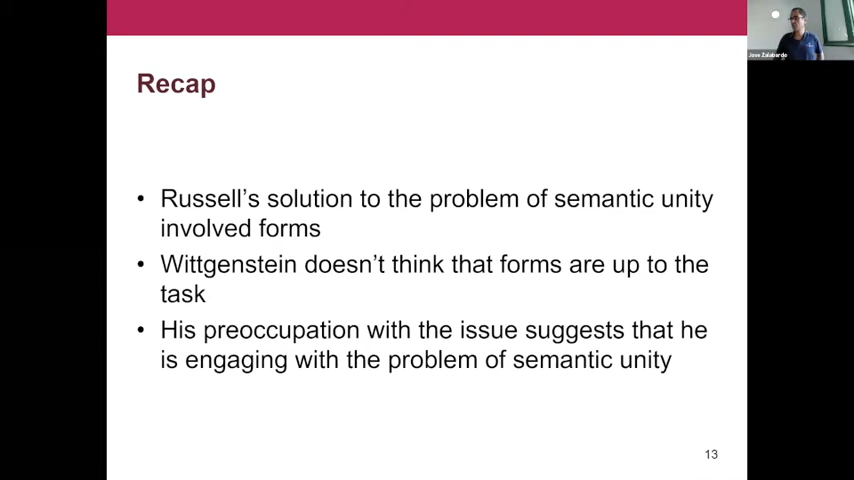 Recap
• Russell's solution to the problem of semantic unity
involved forms
• Wittgenstein doesn't think that forms are up to the
task
• His preoccupation with the issue suggests that he
is engaging with the problem of semantic unity
13
Jose Zalabardo